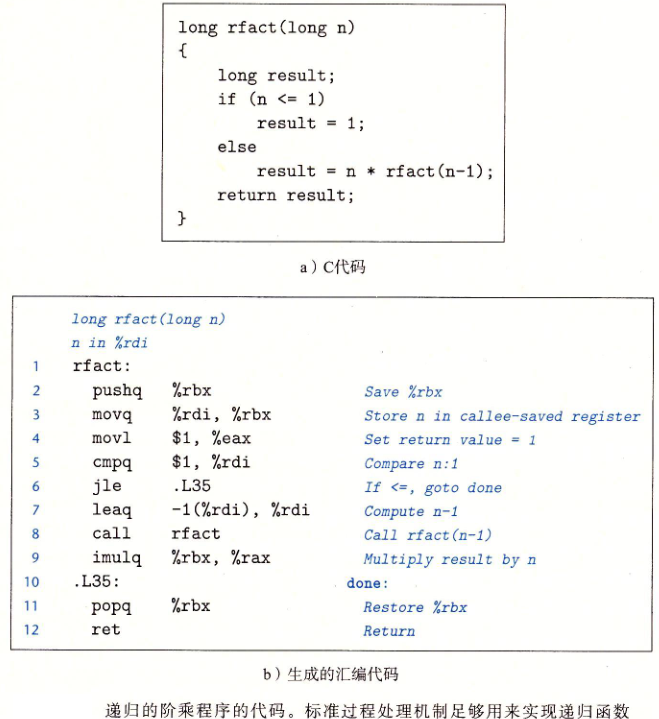 long rfact(long n)
{
    long result;
    if (n <= 1)
        result = 1;
    else
        result = n * rfact(n-1);
    return result;
}
a）C代码
long rfact(long n)
n in %rdi
1 rfact:
2 pushq %rbx Save %rbx
3 movq %rdi, %rbx Store n in callee-saved register
4 movl $1, %eax Set return value = 1
5 cmpq $1, %rdi Compare n:1
6 jle .L35 If <=, goto done
7 leaq -1(%rdi), %rdi Compute n-1
8 call rfact Call rfact(n-1)
9 imulq %rbx, %rax Multiply result by n
10 .L35: done:
11 popq %rbx Restore %rbx
12 ret Return
b）生成的汇编代码
递归的阶乘程序的代码。标准过程处理机制足够用来实现递归函数